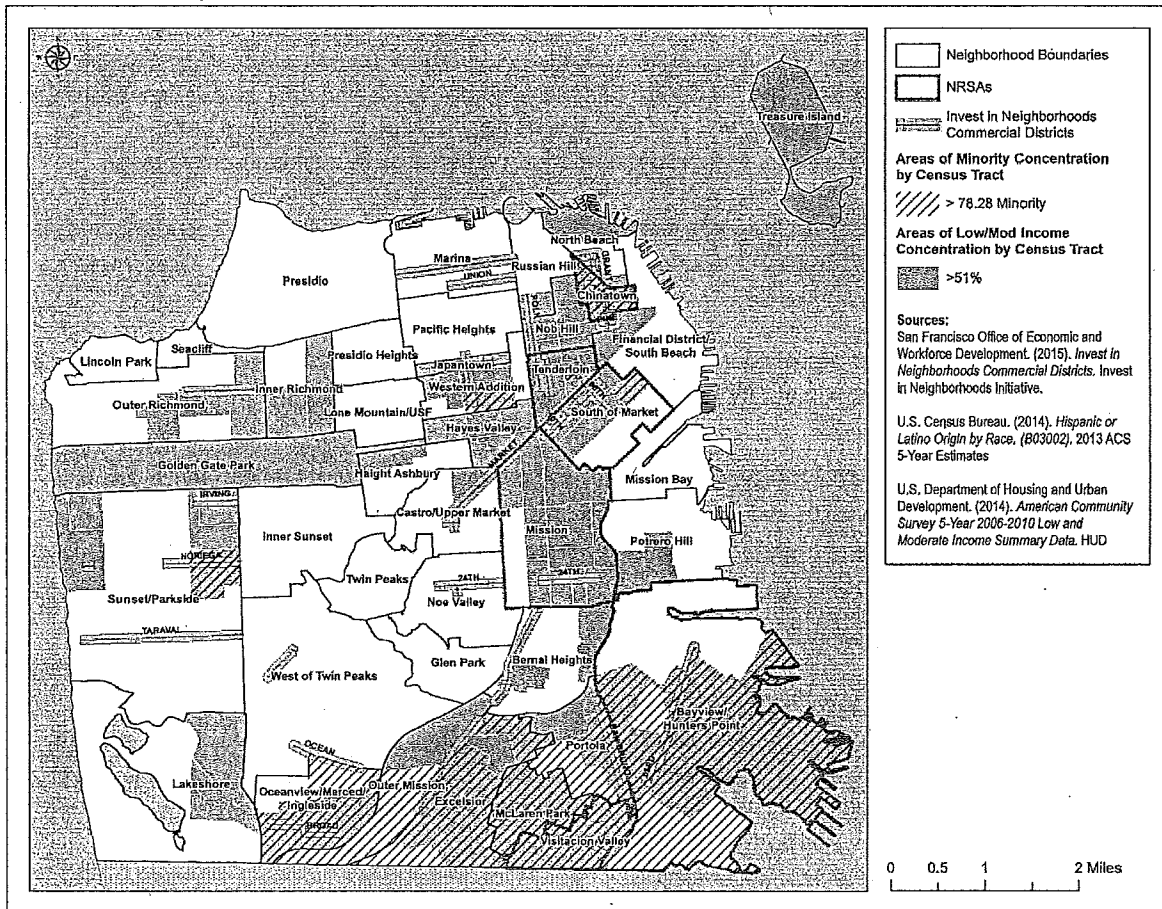 Treasure Island
North Beach
Marina
Russian Hill
GRANT
UNION
Presidio
Chinatown
POLK
Pacific Heights
Nob Hill
Financial District/
South Beach
Seacliff
Lincoln Park
Presidio Heights
Japantown
Tenderloin
Western Addition
Inner Richmond
Outer Richmond
Lone Mountain/USF
South of Market
Hayes Valley
MARKET
Golden Gate Park
Haight Ashbury
Mission Bay
IRVING
Castro/Upper Market
Mission
Inner Sunset
Potrero Hill
NORIEGA
Twin Peaks
24TH
24TH
Sunset/Parkside
Noe Valley
TARAVAL
Glen Park
Bernal Heights
West of Twin Peaks
Bayview/
Hunters Point
OCEAN
Portola
SAN BRUNO
Lakeshore
Oceanview/Merced/
Ingleside
Outer Mission
Excelsior
McLaren Park
BROAD
Visitacion Valley
Neighborhood Boundaries
NRSAs
Invest in Neighborhoods
Commercial Districts
Areas of Minority Concentration
by Census Tract
> 78.28 Minority
Areas of Low/Mod Income
Concentration by Census Tract
>51%
Sources:
San Francisco Office of Economic and
Workforce Development. (2015). Invest in
Neighborhoods Commercial Districts. Invest
in Neighborhoods Initiative.
U.S. Census Bureau. (2014). Hispanic or
Latino Origin by Race. (B03002). 2013 ACS
5-Year Estimates
U.S. Department of Housing and Urban
Development. (2014). American Community
Survey 5-Year 2006-2010 Low and
Moderate Income Summary Data. HUD
0 0.5 1 2 Miles